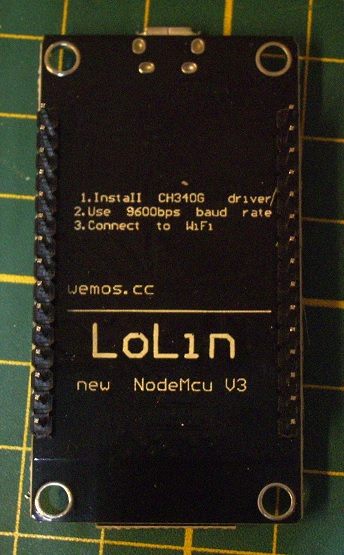 1.Install CH340G driver
2.Use 9600bps baud rate
3.Connect to WiFi
wemos.cc
LoLin
new NodeMcu V3